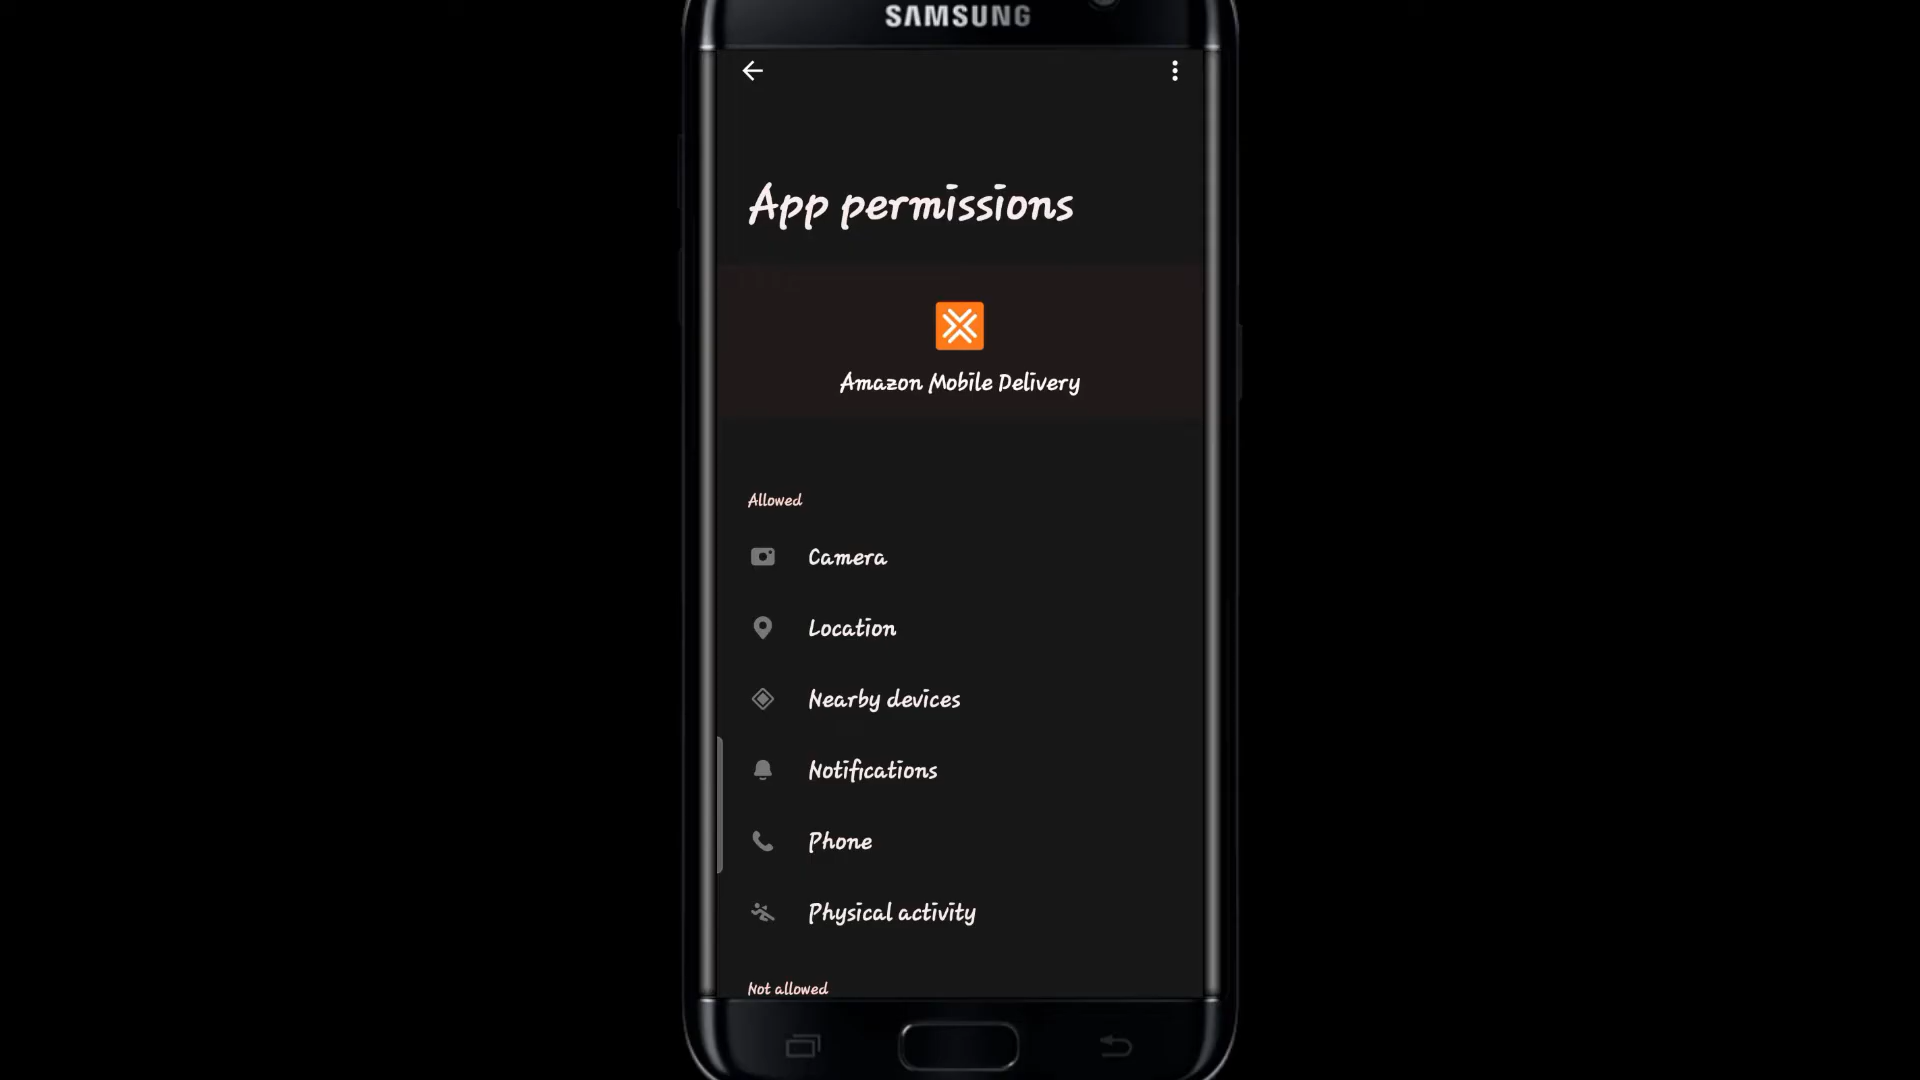 SAMSUNG
App permissions
Amazon Mobile Delivery
Allowed
Camera
Location
Nearby devices
Notifications
Phone
Physical activity
Not allowed